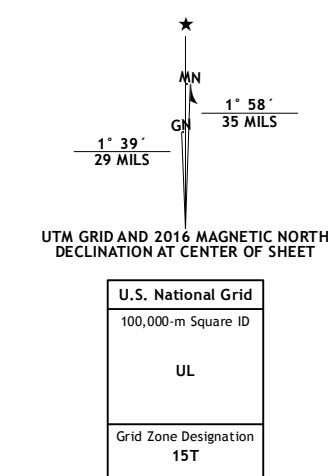 ★
MN
1° 58´
35 MILS
GN
1° 39´
29 MILS
UTM GRID AND 2016 MAGNETIC NORTH
DECLINATION AT CENTER OF SHEET
U.S. National Grid
100,000-m Square ID
UL
Grid Zone Designation
15T